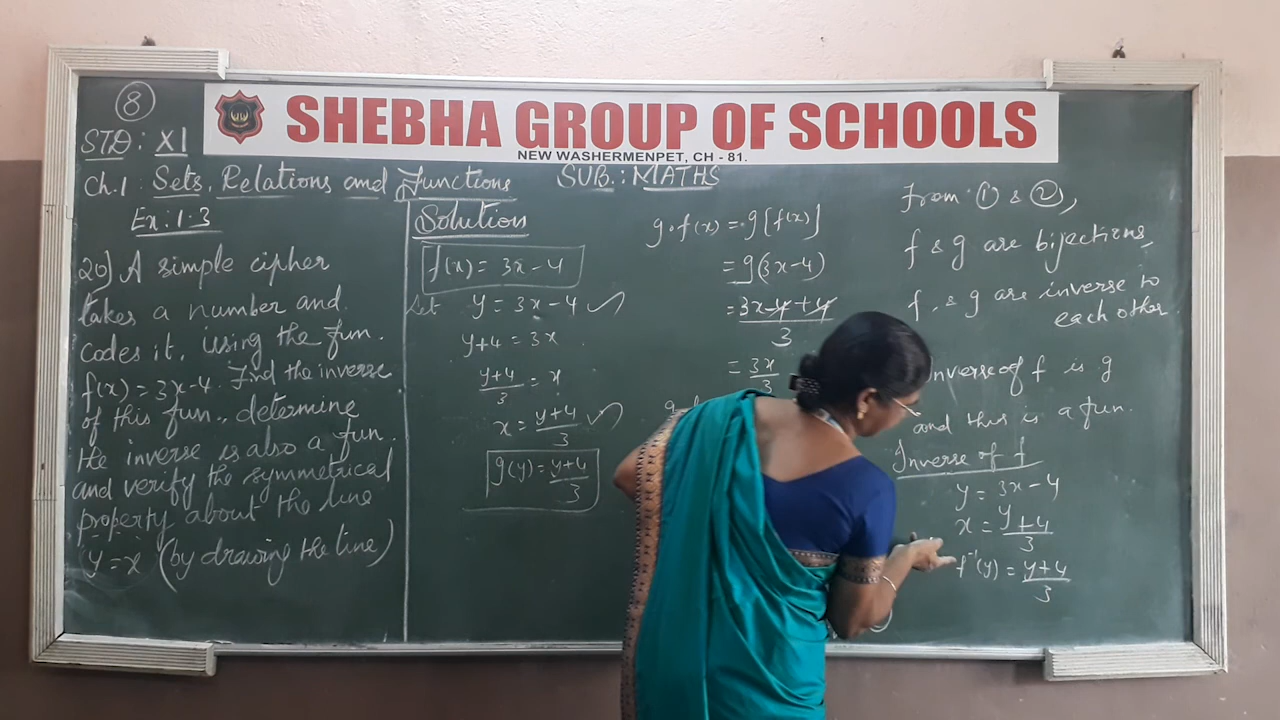 8
SHEBHA GROUP OF SCHOOLS
NEW WASHERMENPET, CH - 81.
STD: XI
Ch.1 : Sets, Relations and Functions
SUB.: MATHS
Ex: 1.3
20) A simple cipher
takes a number and
codes it, using the fun.
f(x) = 3x-4. Find the inverse
of this fun., determine
the inverse is also a fun.
and verify the symmetrical
property about the line
y = x (by drawing the line)
Solution
f(x) = 3x - 4
Let y = 3x - 4 ✓
y+4 = 3x
y+4/3 = x
x = y+4/3 ✓
g(y) = y+4/3
g∘f(x) = g[f(x)]
= g(3x-4)
= 3x-4+4/3
= 3x/3
From ① & ②,
f & g are bijections,
f, & g are inverse to
each other.
Inverse of f is g
and this is a fun.
Inverse of f
y = 3x - 4
x = y+4/3
f⁻¹(y) = y+4/3